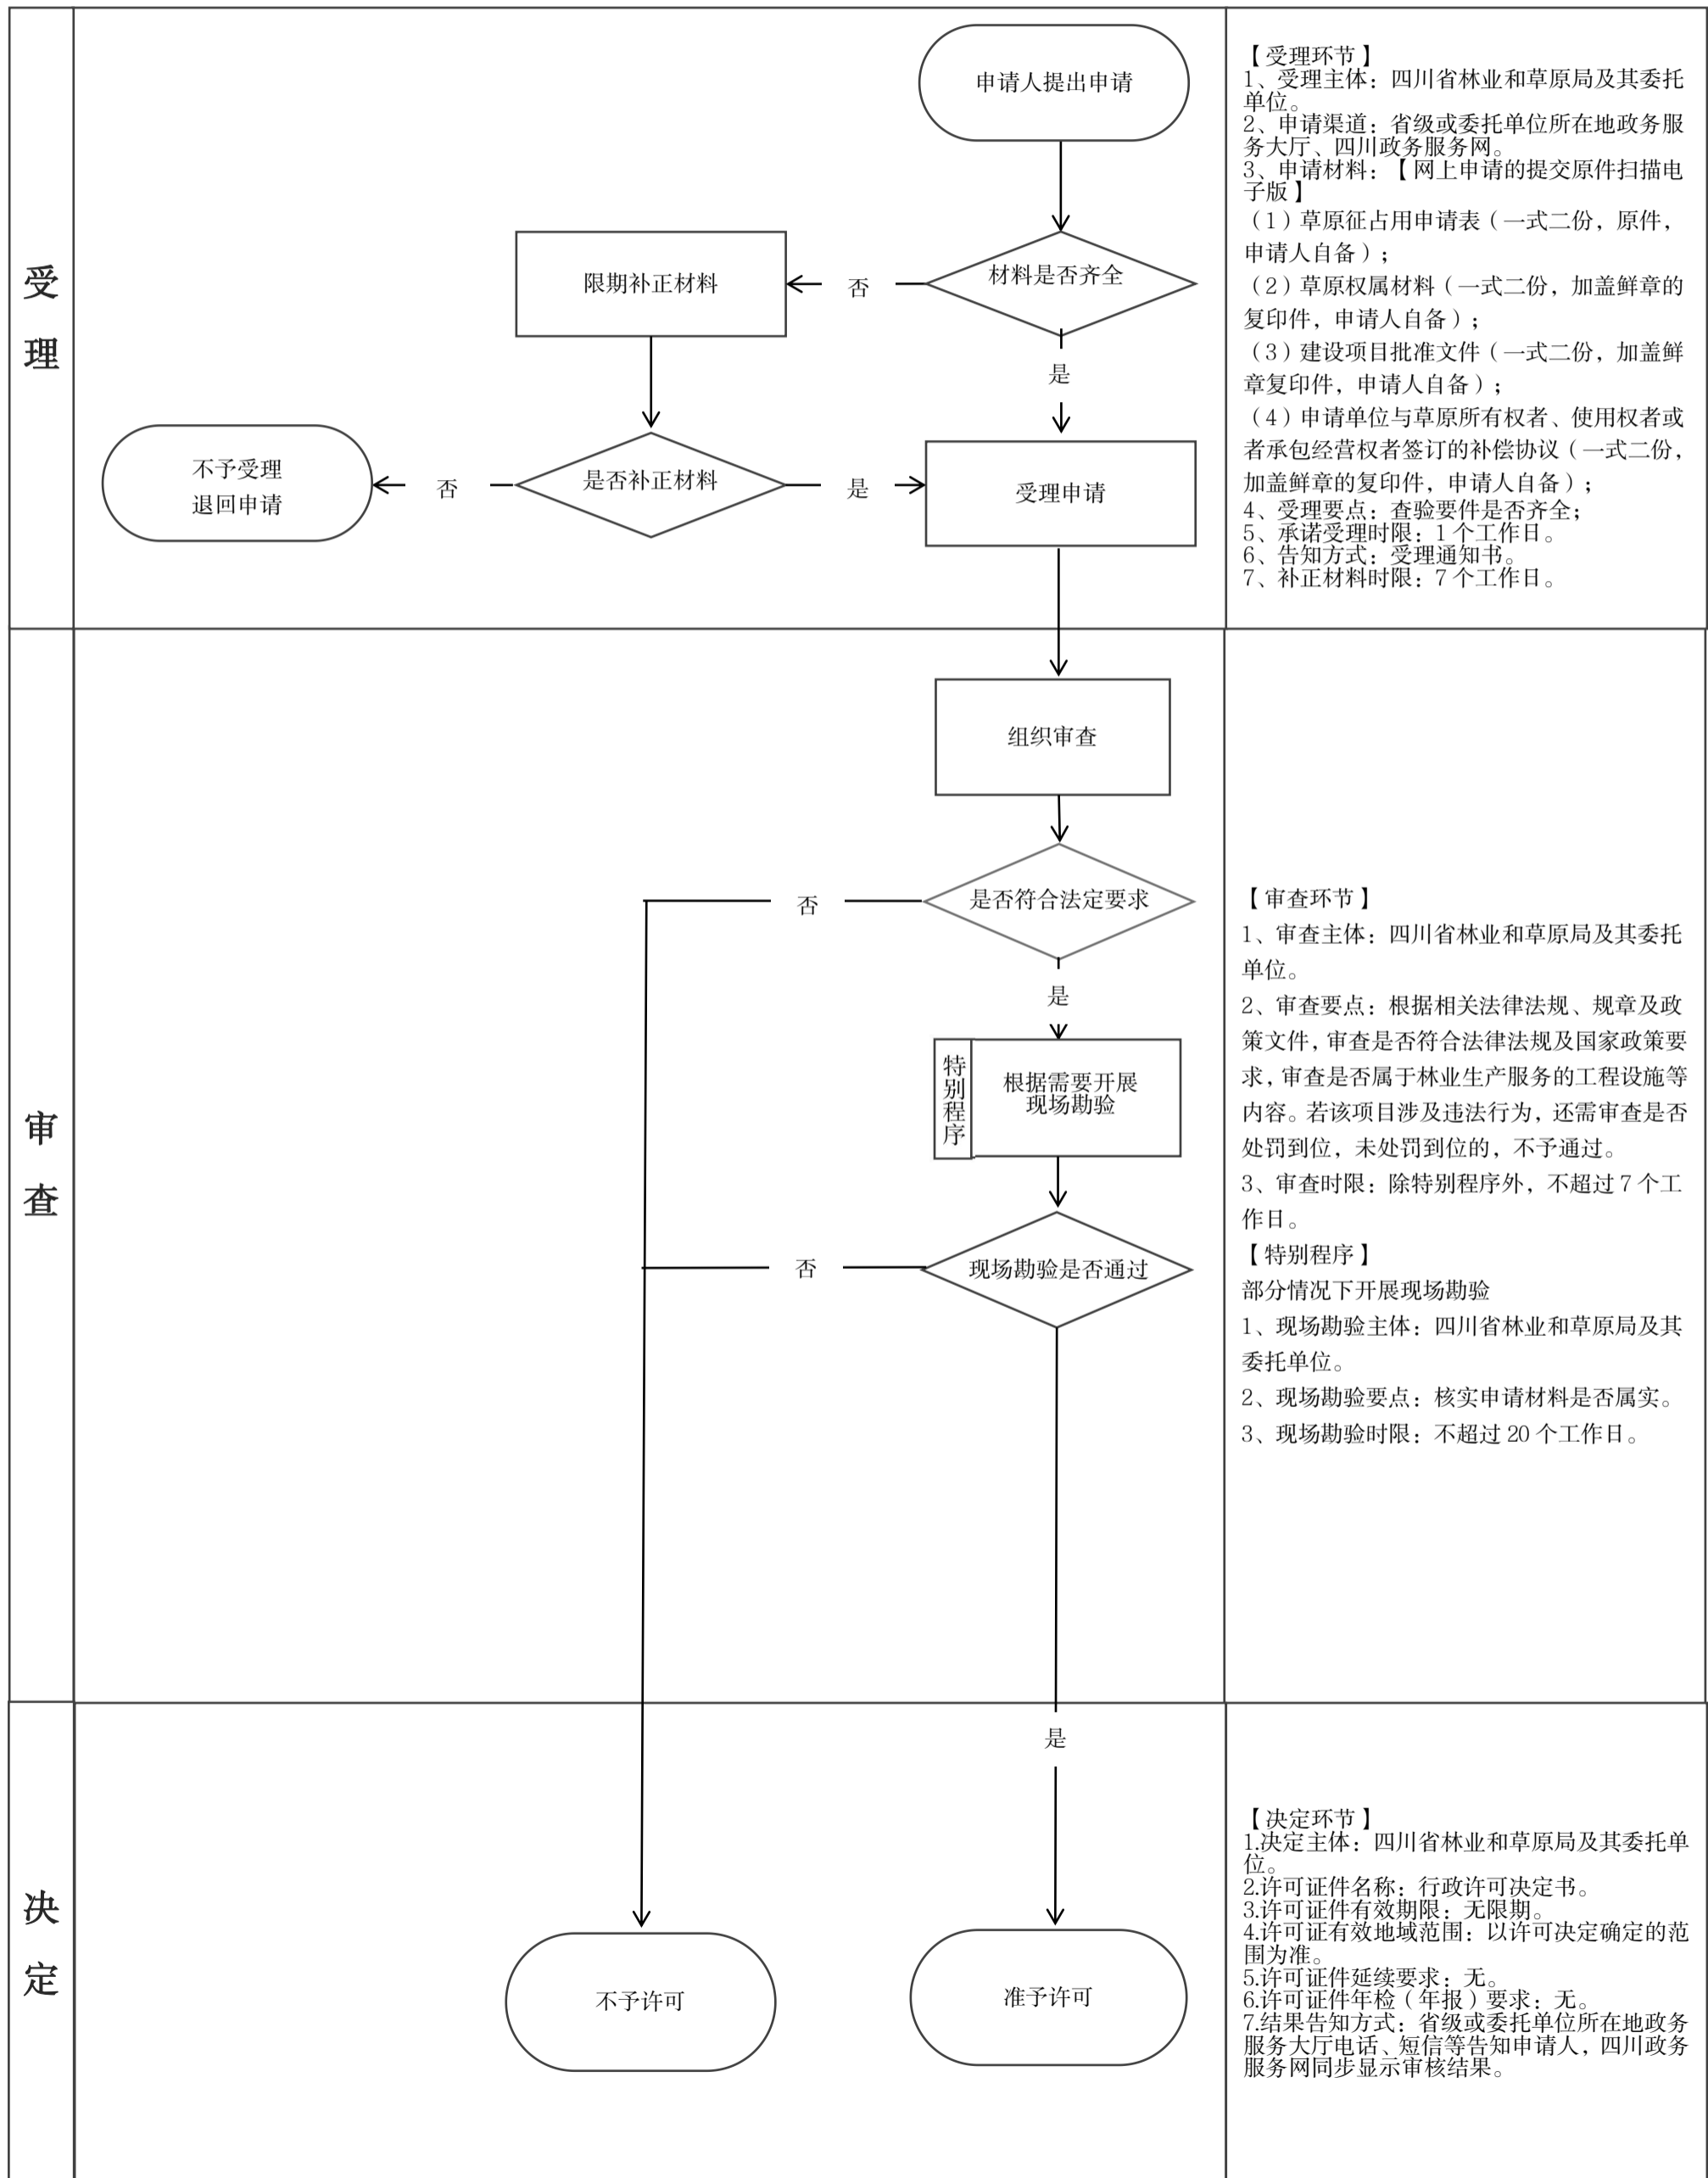 受
理
申请人提出申请
材料是否齐全
否
限期补正材料
是
是否补正材料
否
不予受理
退回申请
是
受理申请
【受理环节】
1、受理主体：四川省林业和草原局及其委托
单位。
2、申请渠道：省级或委托单位所在地政务服
务大厅、四川政务服务网。
3、申请材料：【网上申请的提交原件扫描电
子版】
（1）草原征占用申请表（一式二份，原件，
申请人自备）；
（2）草原权属材料（一式二份，加盖鲜章的
复印件，申请人自备）；
（3）建设项目批准文件（一式二份，加盖鲜
章复印件，申请人自备）；
（4）申请单位与草原所有权者、使用权者或
者承包经营权者签订的补偿协议（一式二份，
加盖鲜章的复印件，申请人自备）；
4、受理要点：查验要件是否齐全；
5、承诺受理时限：1个工作日。
6、告知方式：受理通知书。
7、补正材料时限：7个工作日。
审
查
组织审查
是否符合法定要求
否
是
特
别
程
序
根据需要开展
现场勘验
现场勘验是否通过
否
【审查环节】
1、审查主体：四川省林业和草原局及其委托
单位。
2、审查要点：根据相关法律法规、规章及政
策文件，审查是否符合法律法规及国家政策要
求，审查是否属于林业生产服务的工程设施等
内容。若该项目涉及违法行为，还需审查是否
处罚到位，未处罚到位的，不予通过。
3、审查时限：除特别程序外，不超过7个工
作日。
【特别程序】
部分情况下开展现场勘验
1、现场勘验主体：四川省林业和草原局及其
委托单位。
2、现场勘验要点：核实申请材料是否属实。
3、现场勘验时限：不超过20个工作日。
决
定
是
不予许可
准予许可
【决定环节】
1.决定主体：四川省林业和草原局及其委托单
位。
2.许可证件名称：行政许可决定书。
3.许可证件有效期限：无限期。
4.许可证有效地域范围：以许可决定确定的范
围为准。
5.许可证件延续要求：无。
6.许可证件年检（年报）要求：无。
7.结果告知方式：省级或委托单位所在地政务
服务大厅电话、短信等告知申请人，四川政务
服务网同步显示审核结果。